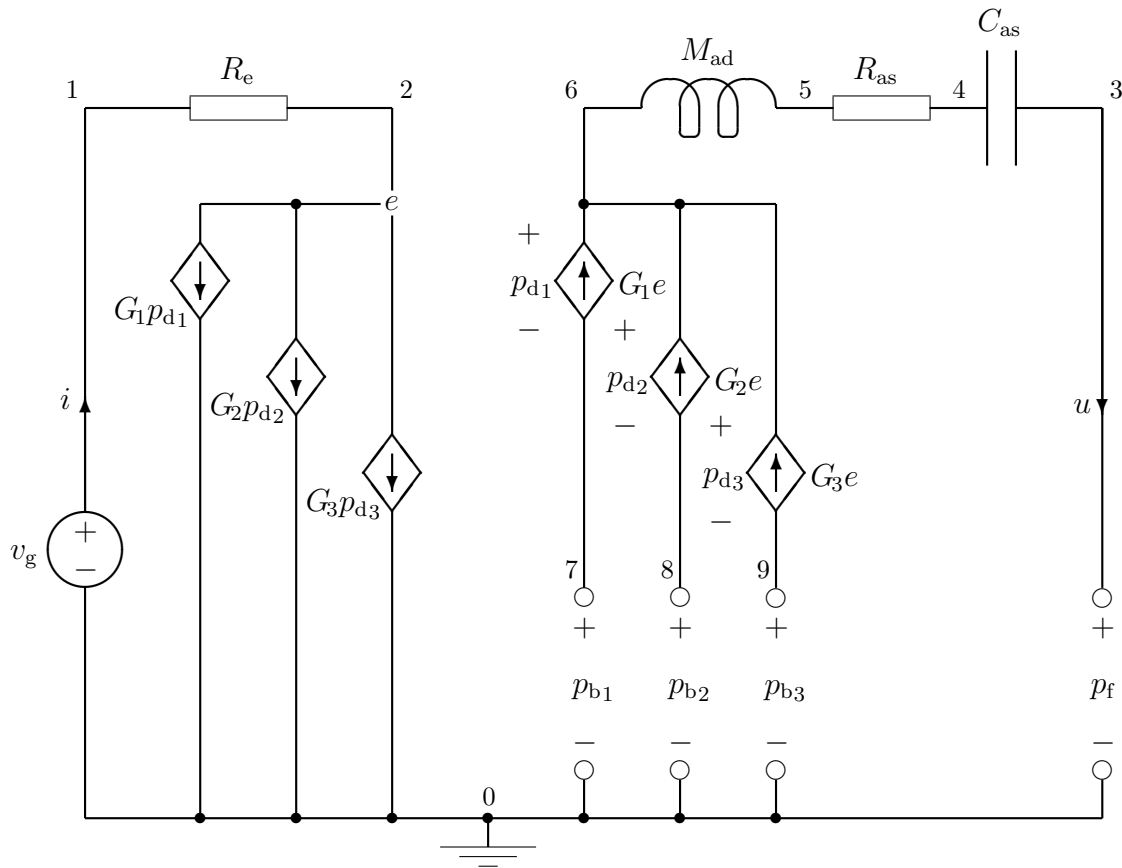 C_as
M_ad
R_e
R_as
1
2
6
5
4
3
e
+
p_d1
G_1e
−
G_1p_d1
+
p_d2
G_2e
−
G_2p_d2
+
p_d3
G_3e
−
G_3p_d3
i
u
+
v_g
−
7
8
9
+ + + +
p_b1 p_b2 p_b3 p_f
− − − −
0